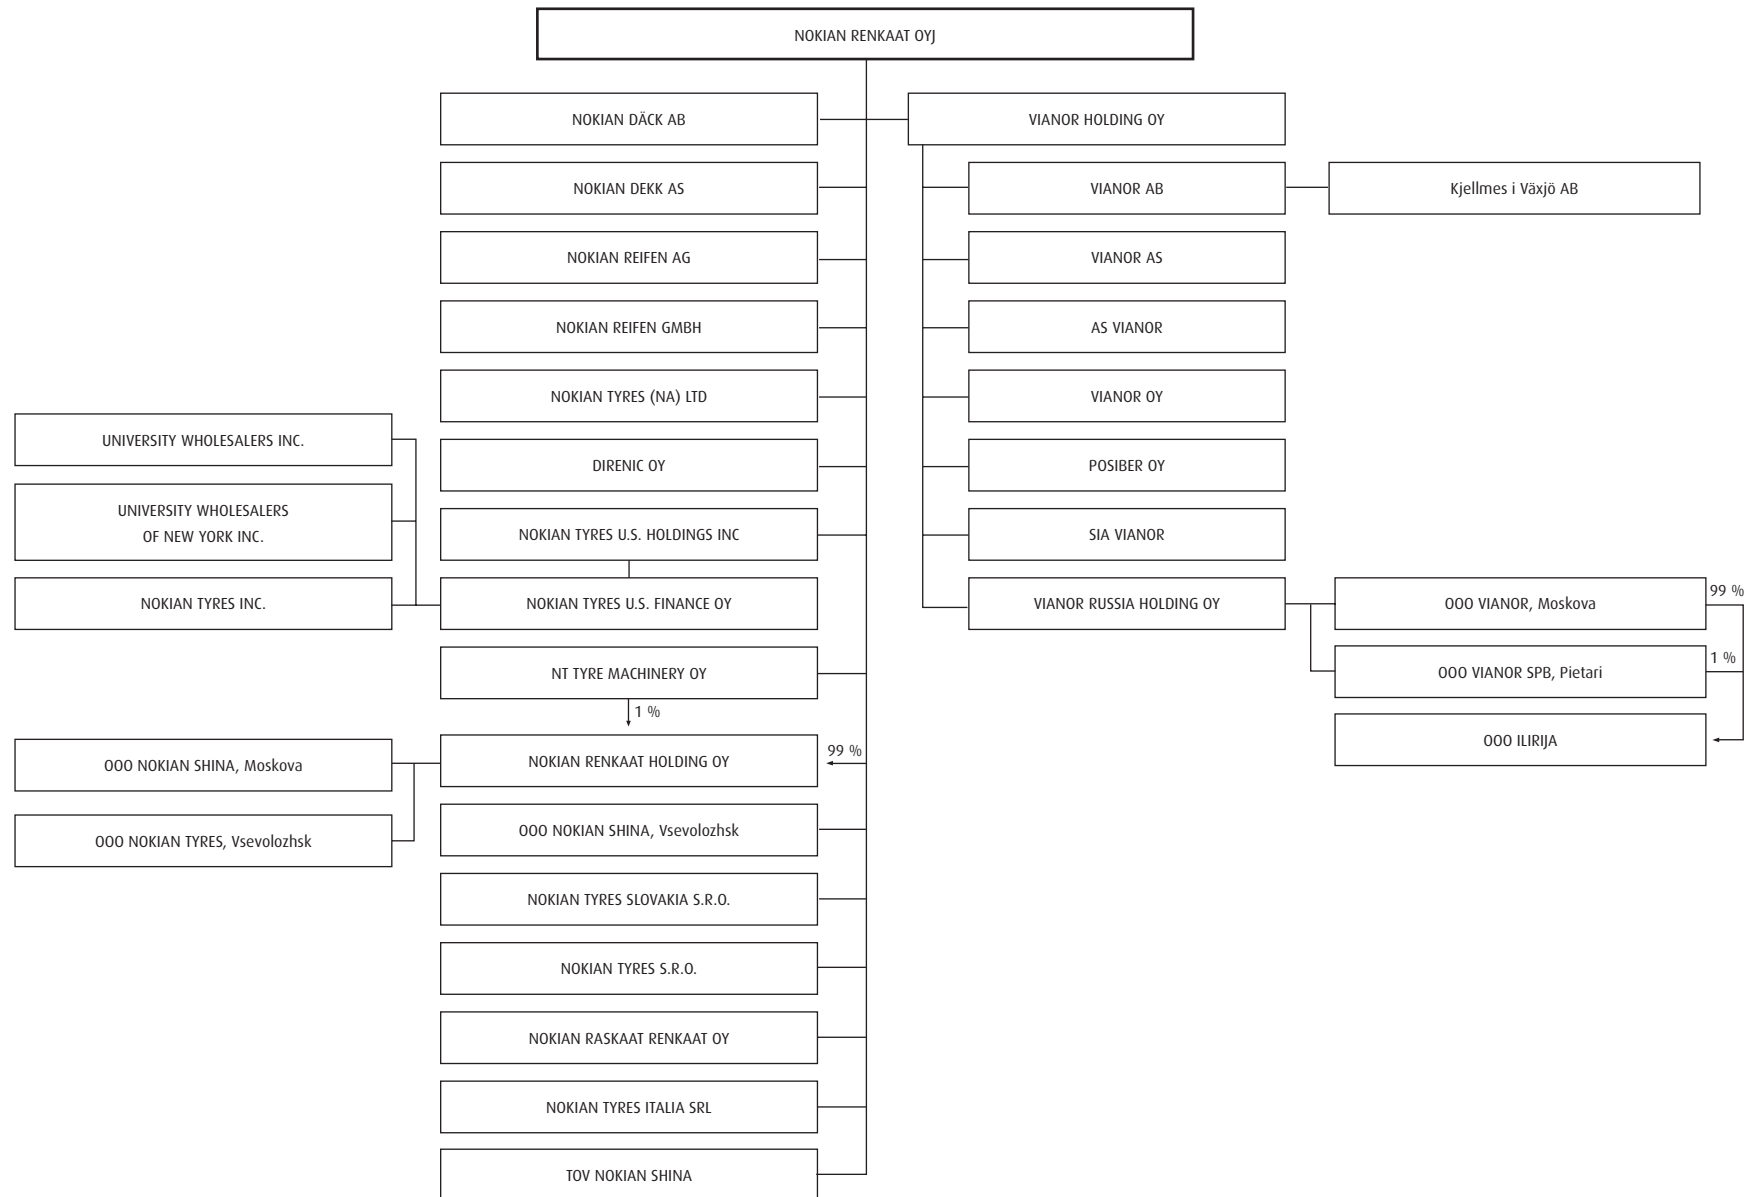 NOKIAN RENKAAT OYJ
NOKIAN DÄCK AB
VIANOR HOLDING OY
NOKIAN DEKK AS
VIANOR AB
Kjellmes i Växjö AB
NOKIAN REIFEN AG
VIANOR AS
NOKIAN REIFEN GMBH
AS VIANOR
NOKIAN TYRES (NA) LTD
VIANOR OY
UNIVERSITY WHOLESALERS INC.
DIRENIC OY
POSIBER OY
UNIVERSITY WHOLESALERS
OF NEW YORK INC.
NOKIAN TYRES U.S. HOLDINGS INC
SIA VIANOR
NOKIAN TYRES INC.
NOKIAN TYRES U.S. FINANCE OY
VIANOR RUSSIA HOLDING OY
OOO VIANOR, Moskova
99 %
NT TYRE MACHINERY OY
OOO VIANOR SPB, Pietari
1 %
1 %
OOO NOKIAN SHINA, Moskova
NOKIAN RENKAAT HOLDING OY
99 %
OOO ILIRIJA
OOO NOKIAN TYRES, Vsevolozhsk
OOO NOKIAN SHINA, Vsevolozhsk
NOKIAN TYRES SLOVAKIA S.R.O.
NOKIAN TYRES S.R.O.
NOKIAN RASKAAT RENKAAT OY
NOKIAN TYRES ITALIA SRL
TOV NOKIAN SHINA